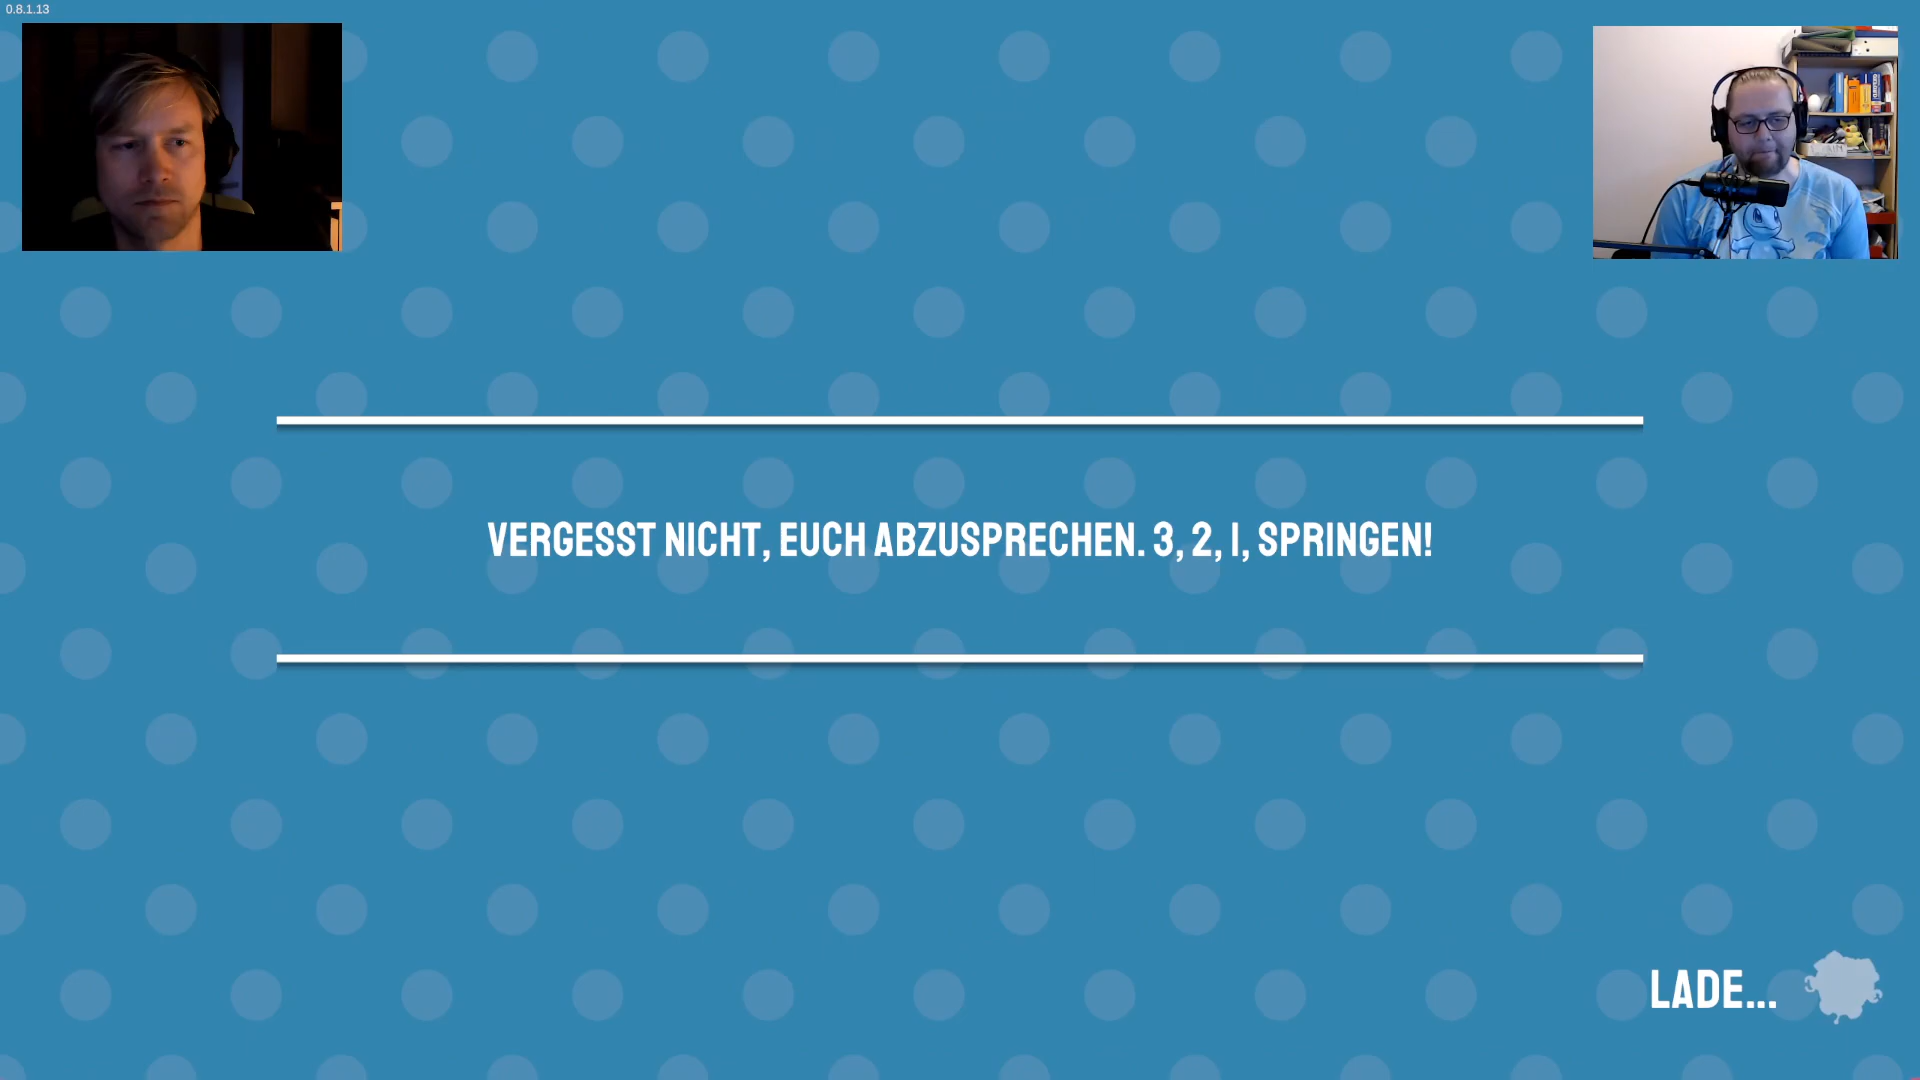 0.8.1.13
VERGESST NICHT, EUCH ABZUSPRECHEN. 3, 2, 1, SPRINGEN!
LADE...